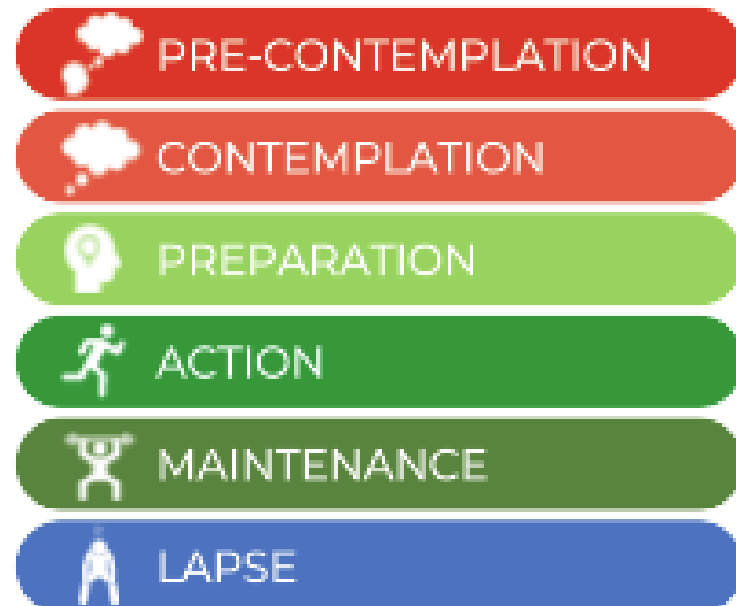 PRE-CONTEMPLATION
CONTEMPLATION
PREPARATION
ACTION
MAINTENANCE
LAPSE